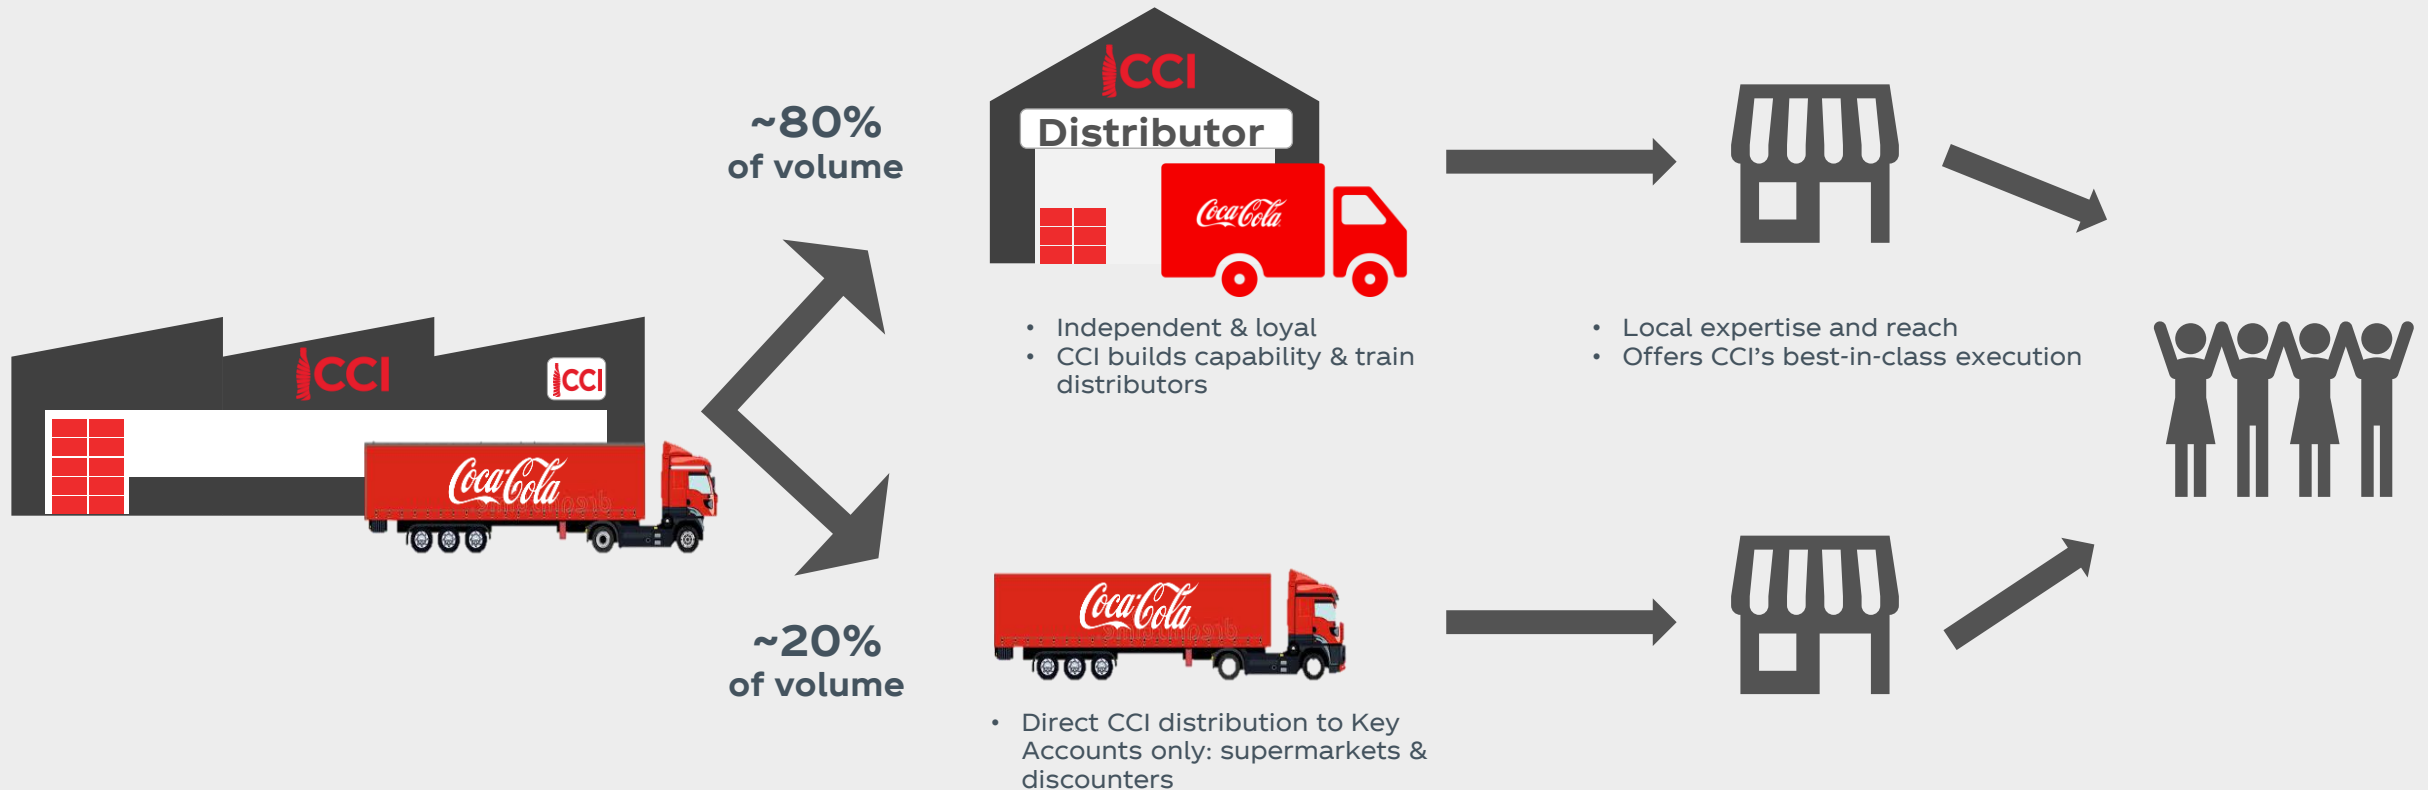 CCI
CCI
Coca-Cola
~80%
of volume
~20%
of volume
CCI
Distributor
Coca-Cola
• Independent & loyal
• CCI builds capability & train
distributors
Coca-Cola
• Direct CCI distribution to Key
Accounts only: supermarkets &
discounters
• Local expertise and reach
• Offers CCI’s best-in-class execution